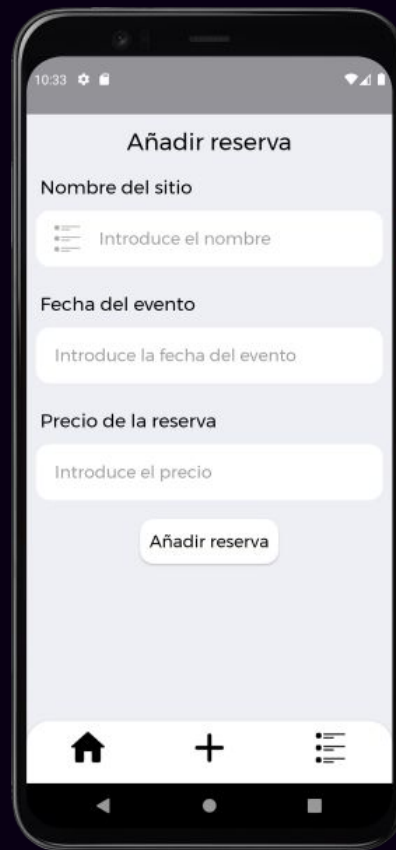 10:33
Añadir reserva
Nombre del sitio
Introduce el nombre
Fecha del evento
Introduce la fecha del evento
Precio de la reserva
Introduce el precio
Añadir reserva